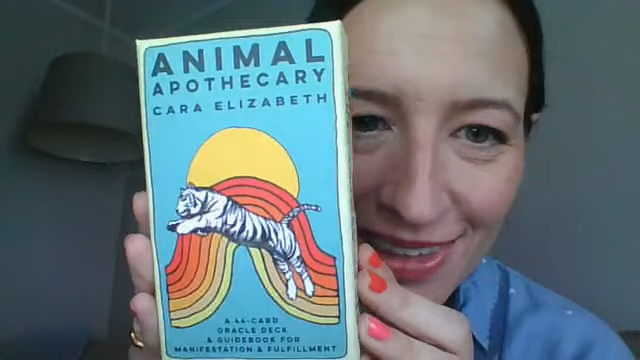 ANIMAL
APOTHECARY
CARA ELIZABETH
A 44-CARD
ORACLE DECK
& GUIDEBOOK FOR
MANIFESTATION & FULFILLMENT